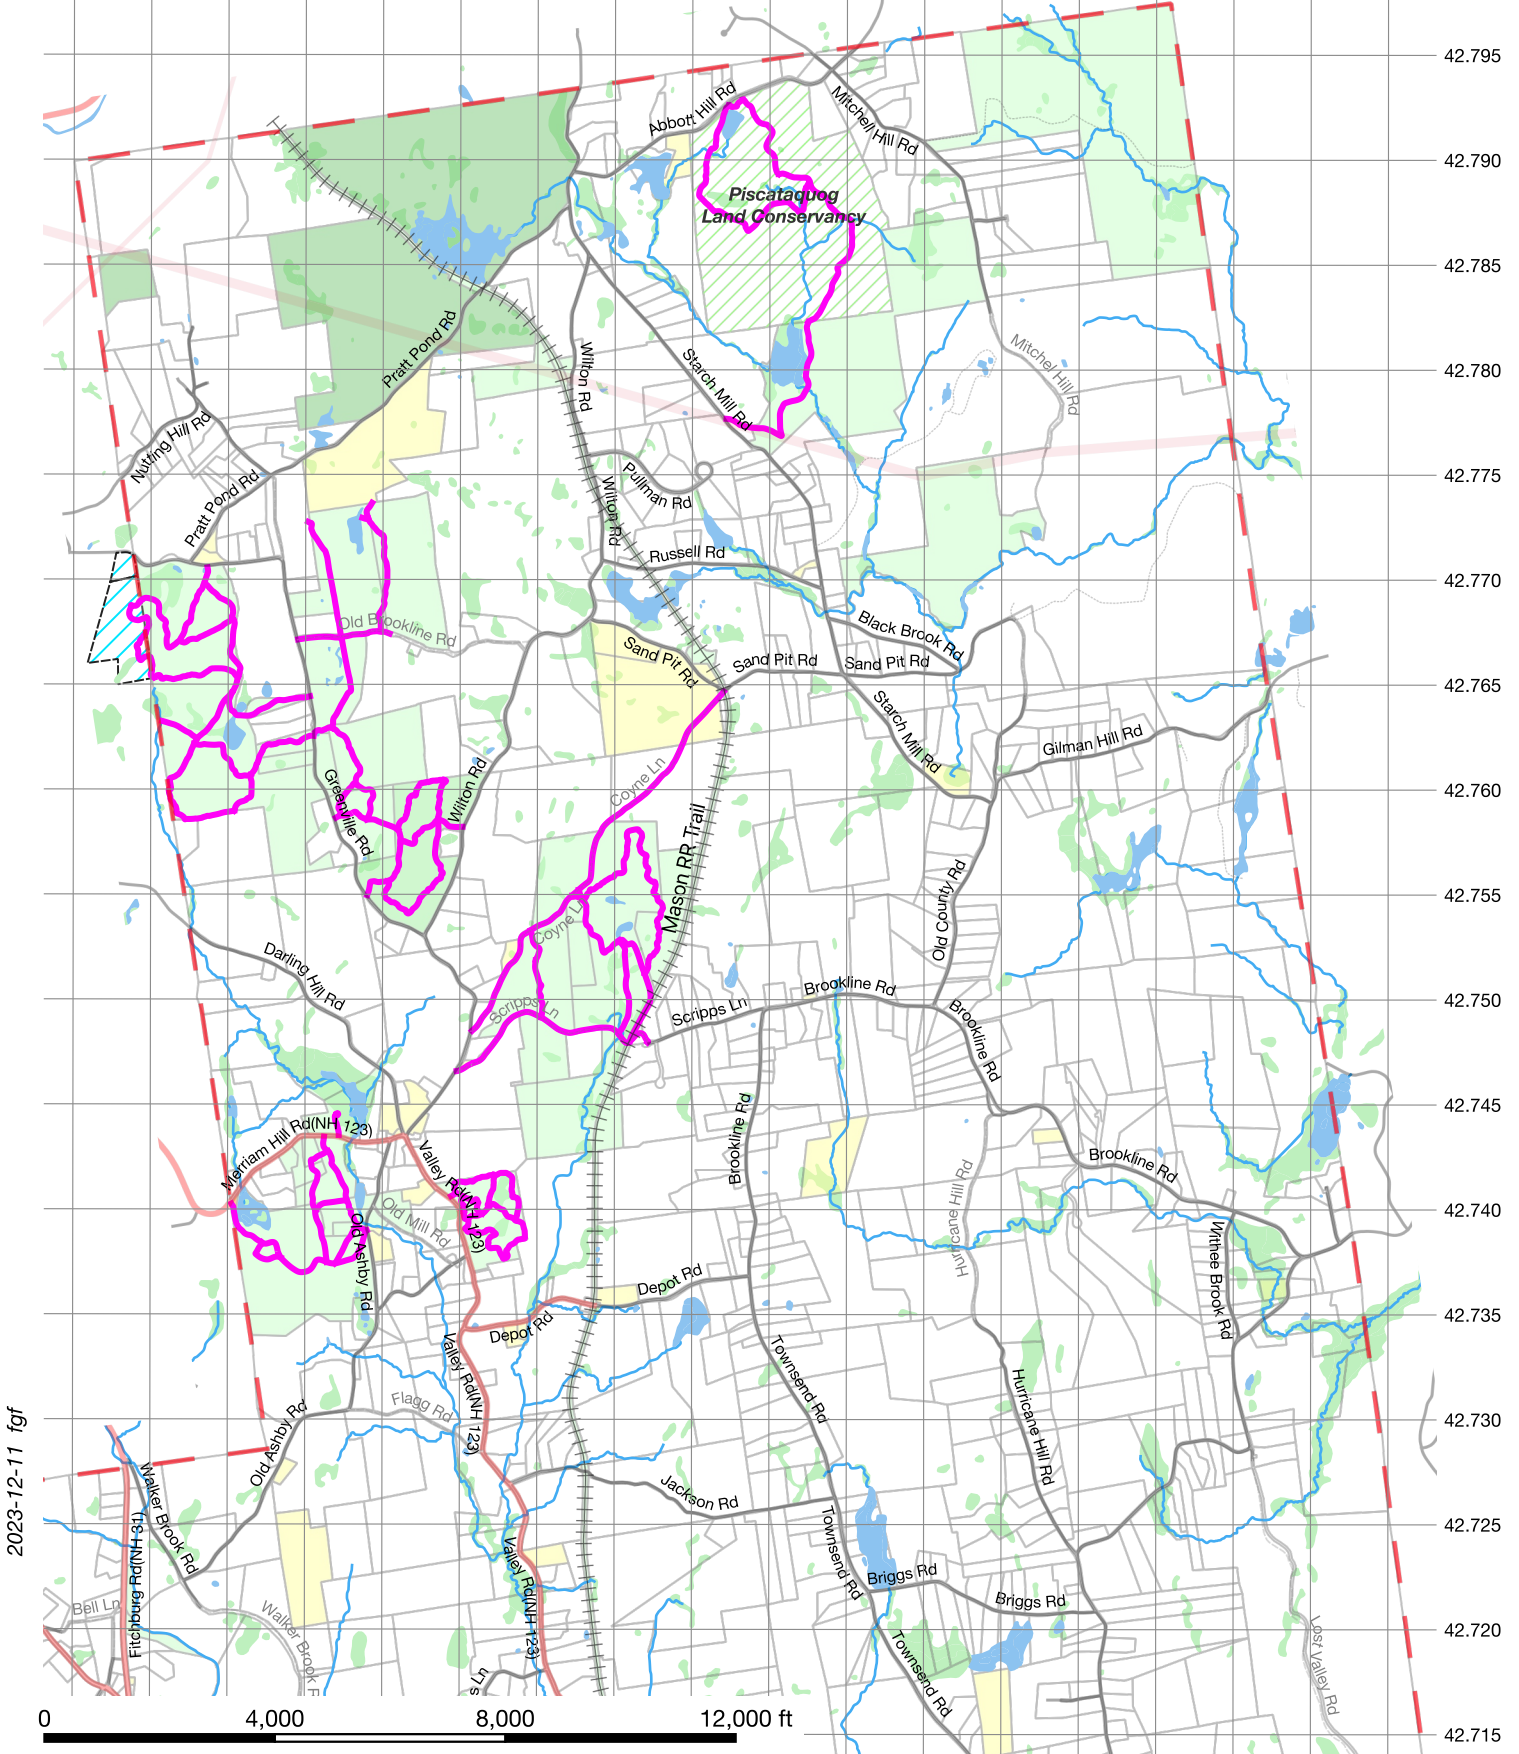 42.795
Abbott Hill Rd
Mitchell Hill Rd
42.790
Piscataquog
Land Conservancy
42.785
Pratt Pond Rd
Wilton Rd
Starch Mill Rd
Mitchel Hill Rd
42.780
Nutting Hill Rd
Pratt Pond Rd
Wilton Rd
Pullman Rd
42.775
Russell Rd
42.770
Old Brookline Rd
Sand Pit Rd
Black Brook Rd
Sand Pit Rd
Sand Pit Rd
42.765
Starch Mill Rd
Gilman Hill Rd
Coyne Ln
Greenville Rd
Wilton Rd
42.760
Mason RR Trail
Old County Rd
42.755
Coyne Ln
Darling Hill Rd
Scripps Ln
Scripps Ln
Brookline Rd
Brookline Rd
42.750
Merriam Hill Rd(NH 123)
42.745
Valley Rd(NH 123)
Brookline Rd
Brookline Rd
Old Mill Rd
Old Ashby Rd
Hurricane Hill Rd
Withee Brook Rd
42.740
Depot Rd
Depot Rd
42.735
Valley Rd(NH 123)
Townsend Rd
Flagg Rd
Hurricane Hill Rd
42.730
Old Ashby Rd
Walker Brook Rd
Jackson Rd
2023-12-11 fgf
Fitchburg Rd(NH 31)
Valley Rd(NH 123)
Townsend Rd
42.725
Briggs Rd
Briggs Rd
Bell Ln
Walker Brook R
Townsend Rd
Lost Valley Rd
42.720
s Ln
0 4,000 8,000 12,000 ft
42.715